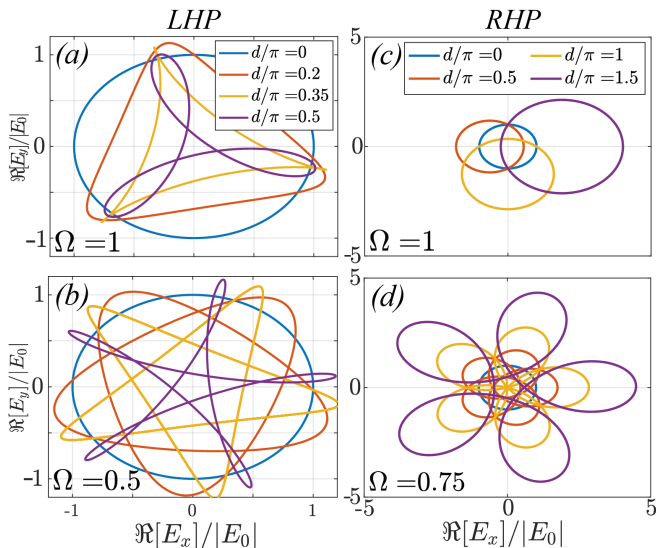 LHP
RHP
(a)
d/π =0
d/π =0.2
d/π =0.35
d/π =0.5
1
0
-1
ℜ[E_y]/|E_0|
Ω =1
(c)
d/π =0
d/π =0.5
d/π =1
d/π =1.5
5
0
-5
Ω =1
(b)
1
0
-1
ℜ[E_y]/|E_0|
Ω =0.5
-1
0
1
ℜ[E_x]/|E_0|
(d)
5
0
-5
Ω =0.75
-5
0
5
ℜ[E_x]/|E_0|